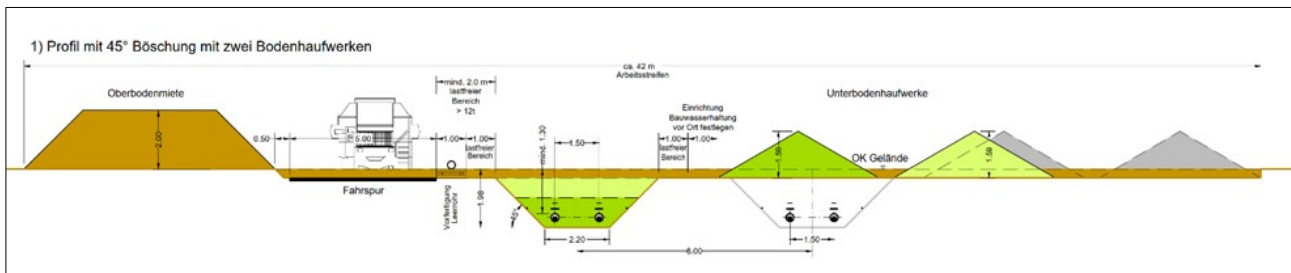 1) Profil mit 45° Böschung mit zwei Bodenhaufwerken
ca. 42 m
Arbeitsstreifen
Oberbodenmiete
mind. 2.0 m
lastfreier
Bereich
> 12t
Einrichtung
Bauwasserhaltung
vor Ort festlegen
Unterbodenhaufwerke
2.00
0.50
5.00
1.00
1.00
lastfreier
Bereich
mind. 1.30
1.50
1.00
lastfreier
Bereich
1.00
1.59
OK Gelände
1.59
Fahrspur
Vorfertigung
Leerrohr
1.98
45°
2.20
6.00
1.50